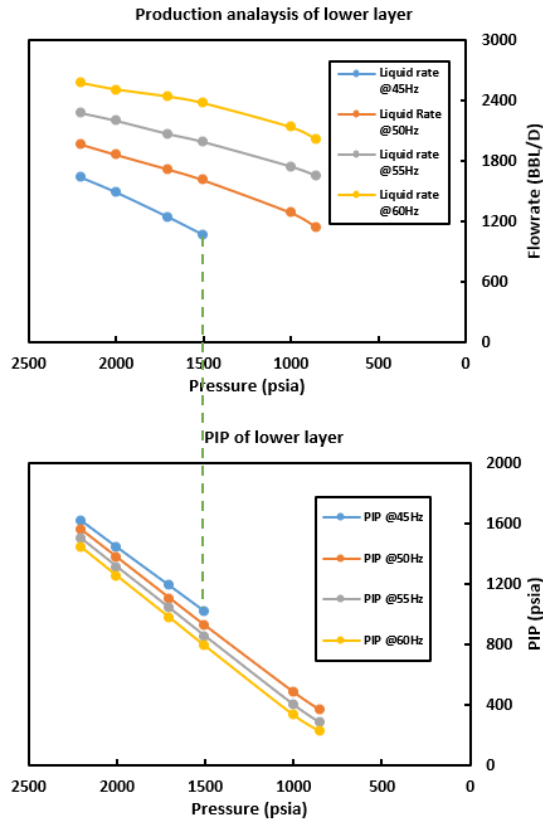 Production analaysis of lower layer
3000
2400
1800
1200
600
0
Flowrate (BBL/D)
Liquid rate
@45Hz
Liquid Rate
@50Hz
Liquid rate
@55Hz
Liquid rate
@60Hz
2500 2000 1500 1000 500 0
Pressure (psia)
PIP of lower layer
2000
1600
1200
800
400
0
PIP (psia)
PIP @45Hz
PIP @50Hz
PIP @55Hz
PIP @60Hz
2500 2000 1500 1000 500 0
Pressure (psia)